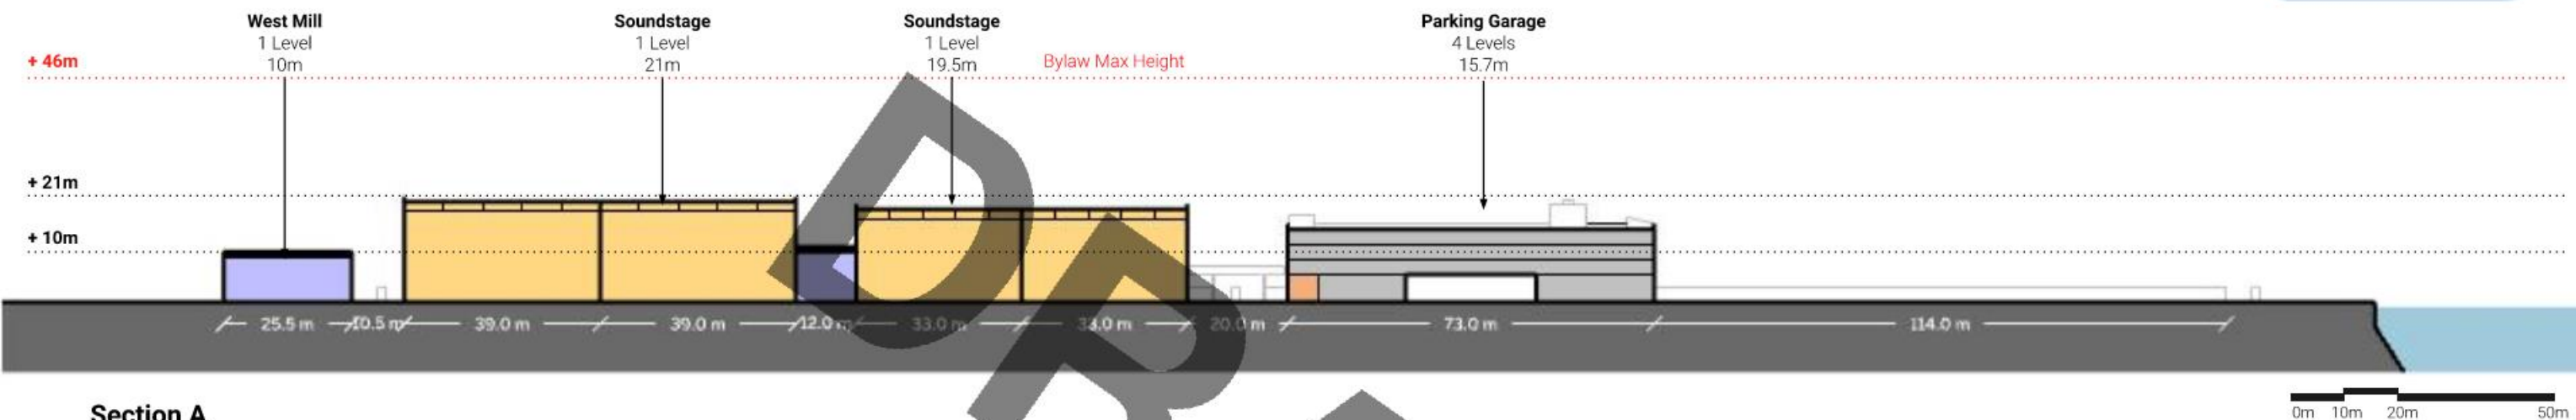 West Mill
1 Level
10m
Soundstage
1 Level
21m
Soundstage
1 Level
19.5m
Parking Garage
4 Levels
15.7m
+ 46m
Bylaw Max Height
+ 21m
+ 10m
25.5 m
10.5 m
39.0 m
39.0 m
12.0 m
33.0 m
33.0 m
20.0 m
73.0 m
114.0 m
DR
Section A
0m 10m 20m 50m